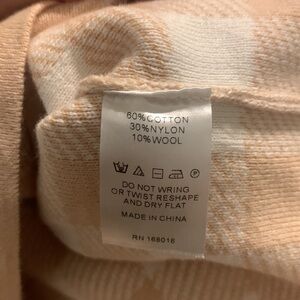 60%COTTON
30%NYLON
10%WOOL
DO NOT WRING
OR TWIST RESHAPE
AND DRY FLAT
MADE IN CHINA
RN 168016